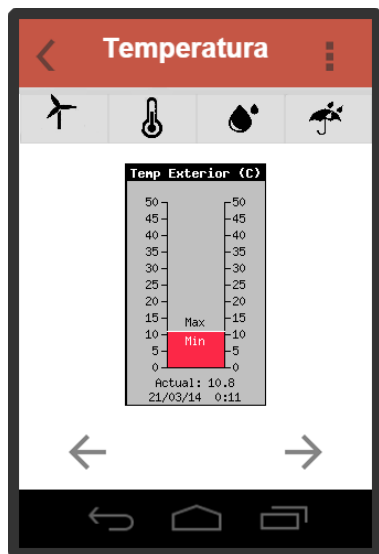 Temperatura
Temp Exterior (C)
50 50
45 45
40 40
35 35
30 30
25 25
20 20
15 Max 15
10 Min 10
5 5
0 0
Actual: 10.8
21/03/14 0:11